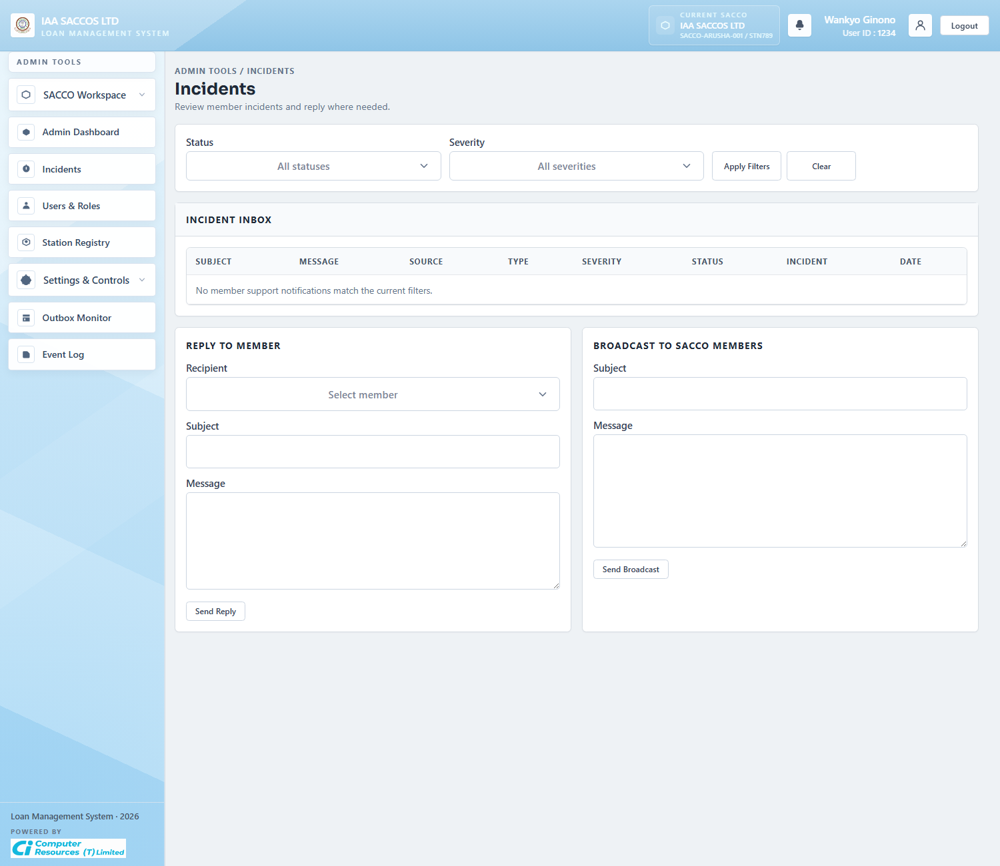 IAA SACCOS LTD
LOAN MANAGEMENT SYSTEM
CURRENT SACCO
IAA SACCOS LTD
SACCO-ARUSHA-001 / STN789
Wankyo Ginono
User ID : 1234
Logout
ADMIN TOOLS
SACCO Workspace
Admin Dashboard
Incidents
Users & Roles
Station Registry
Settings & Controls
Outbox Monitor
Event Log
Loan Management System · 2026
POWERED BY
Ci Computer
Resources (T) Limited
ADMIN TOOLS / INCIDENTS
Incidents
Review member incidents and reply where needed.
Status
Severity
All statuses
All severities
Apply Filters
Clear
INCIDENT INBOX
SUBJECT MESSAGE SOURCE TYPE SEVERITY STATUS INCIDENT DATE
No member support notifications match the current filters.
REPLY TO MEMBER
Recipient
Select member
Subject
Message
Send Reply
BROADCAST TO SACCO MEMBERS
Subject
Message
Send Broadcast